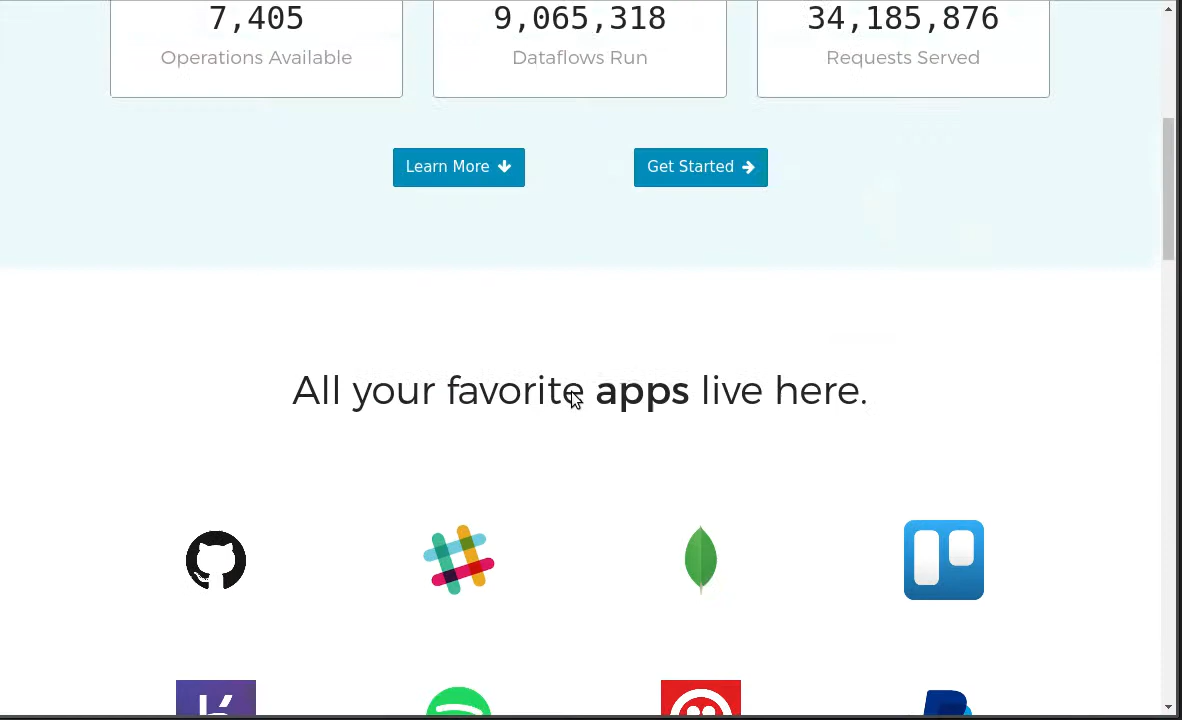 7,405
9,065,318
34,185,876
Operations Available
Dataflows Run
Requests Served
Learn More
Get Started
All your favorite apps live here.